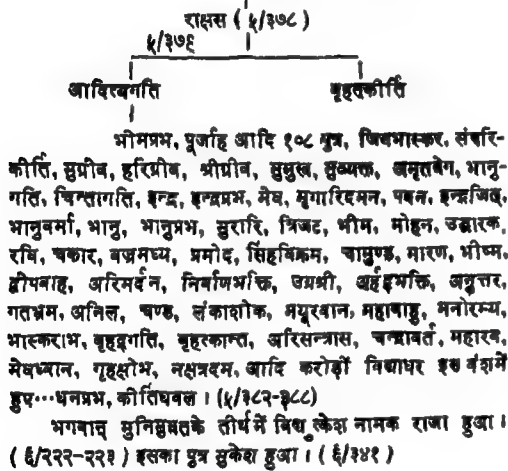 राक्षस ( ५/३७८ )
५/३७९
आदित्यगति बृहत्कीर्ति
भीमप्रभ, पूर्जार्ह आदि १०८ पुत्र, जिनभास्कर, संपरि-
कीर्ति, सुग्रीव, हरिग्रीव, श्रीग्रीव, सुमुख, सुव्यक्त, अमृतवेग, भानु-
गति, चिन्तागति, इन्द्र, इन्द्रप्रभ, मेघ, मृगारिदमन, पवन, इन्द्रजित्,
भानुवर्मा, भानु, भानुप्रभ, सुरारि, त्रिजट, भीम, मोहन, उद्धारक,
रवि, चकार, वज्रमध्य, प्रमोद, सिंहविक्रम, चामुण्ड, मारण, भीष्म,
द्वीपवाह, अरिमर्दन, निर्वाणभक्ति, उग्रश्री, अर्हद्भक्ति, अनुत्तर,
गतभ्रम, अनिल, चण्ड, लंकाशोक, मयूरवान, महाबाहु, मनोरम्य,
भास्कराभ, बृहद्गति, बृहत्कान्त, अरिसन्त्रास, चन्द्रावर्त, महारव,
मेघध्वान, गृहक्षोभ, नक्षत्रदम, आदि करोड़ों विद्याधर इस वंशमें
हुए…धनप्रभ, कीर्तिधवल । (५/३८२-३८८)
भगवान् मुनिसुव्रतके तीर्थमें विद्युत्केश नामक राजा हुआ ।
( ६/२२२-२२३ ) इसका पुत्र सुकेश हुआ । ( ६/३४१ )